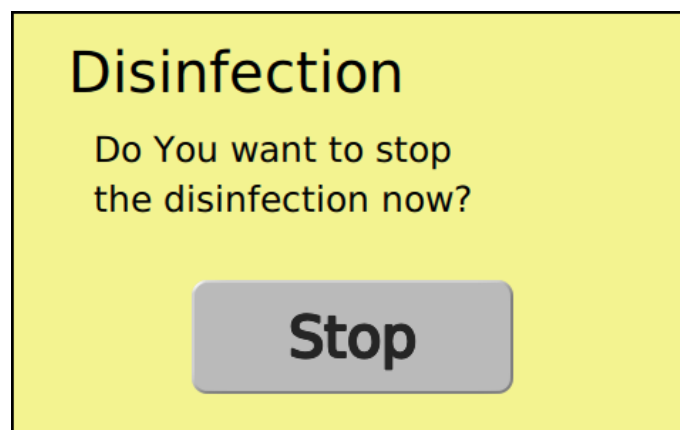 Disinfection
Do You want to stop
the disinfection now?
Stop